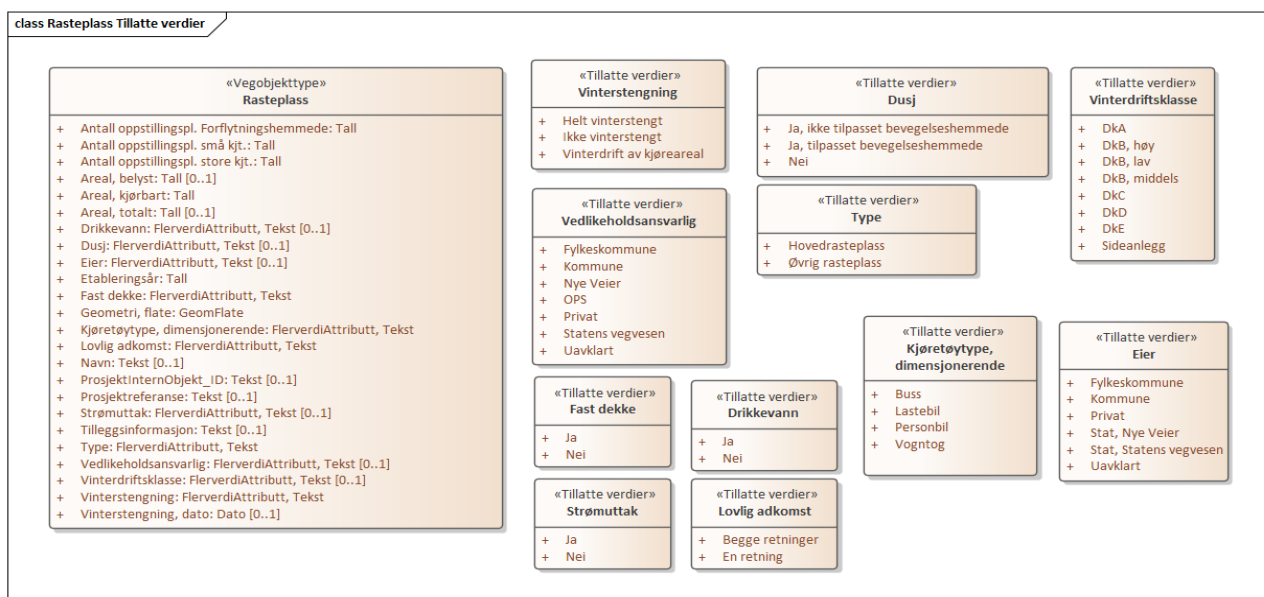 class Rasteplass Tillatte verdier
«Vegobjekttype»
Rasteplass
+ Antall oppstillingspl. Forflytningshemmede: Tall
+ Antall oppstillingspl. små kjt.: Tall
+ Antall oppstillingspl. store kjt.: Tall
+ Areal, belyst: Tall [0..1]
+ Areal, kjørbart: Tall
+ Areal, totalt: Tall [0..1]
+ Drikkevann: FlerverdiAttributt, Tekst [0..1]
+ Dusj: FlerverdiAttributt, Tekst [0..1]
+ Eier: FlerverdiAttributt, Tekst [0..1]
+ Etableringsår: Tall
+ Fast dekke: FlerverdiAttributt, Tekst
+ Geometri, flate: GeomFlate
+ Kjøretøytype, dimensjonerende: FlerverdiAttributt, Tekst
+ Lovlig adkomst: FlerverdiAttributt, Tekst
+ Navn: Tekst [0..1]
+ ProsjektInternObjekt_ID: Tekst [0..1]
+ Prosjektreferanse: Tekst [0..1]
+ Strømuttak: FlerverdiAttributt, Tekst [0..1]
+ Tilleggsinformasjon: Tekst [0..1]
+ Type: FlerverdiAttributt, Tekst
+ Vedlikeholdsansvarlig: FlerverdiAttributt, Tekst [0..1]
+ Vinterdriftsklasse: FlerverdiAttributt, Tekst [0..1]
+ Vinterstengning: FlerverdiAttributt, Tekst
+ Vinterstengning, dato: Dato [0..1]
«Tillatte verdier»
Vinterstengning
+ Helt vinterstengt
+ Ikke vinterstengt
+ Vinterdrift av kjøreareal
«Tillatte verdier»
Dusj
+ Ja, ikke tilpasset bevegelseshemmede
+ Ja, tilpasset bevegelseshemmede
+ Nei
«Tillatte verdier»
Vinterdriftsklasse
+ DkA
+ DkB, høy
+ DkB, lav
+ DkB, middels
+ DkC
+ DkD
+ DkE
+ Sideanlegg
«Tillatte verdier»
Vedlikeholdsansvarlig
+ Fylkeskommune
+ Kommune
+ Nye Veier
+ OPS
+ Privat
+ Statens vegvesen
+ Uavklart
«Tillatte verdier»
Type
+ Hovedrasteplass
+ Øvrig rasteplass
«Tillatte verdier»
Kjøretøytype,
dimensjonerende
+ Buss
+ Lastebil
+ Personbil
+ Vogntog
«Tillatte verdier»
Eier
+ Fylkeskommune
+ Kommune
+ Privat
+ Stat, Nye Veier
+ Stat, Statens vegvesen
+ Uavklart
«Tillatte verdier»
Fast dekke
+ Ja
+ Nei
«Tillatte verdier»
Drikkevann
+ Ja
+ Nei
«Tillatte verdier»
Strømuttak
+ Ja
+ Nei
«Tillatte verdier»
Lovlig adkomst
+ Begge retninger
+ En retning